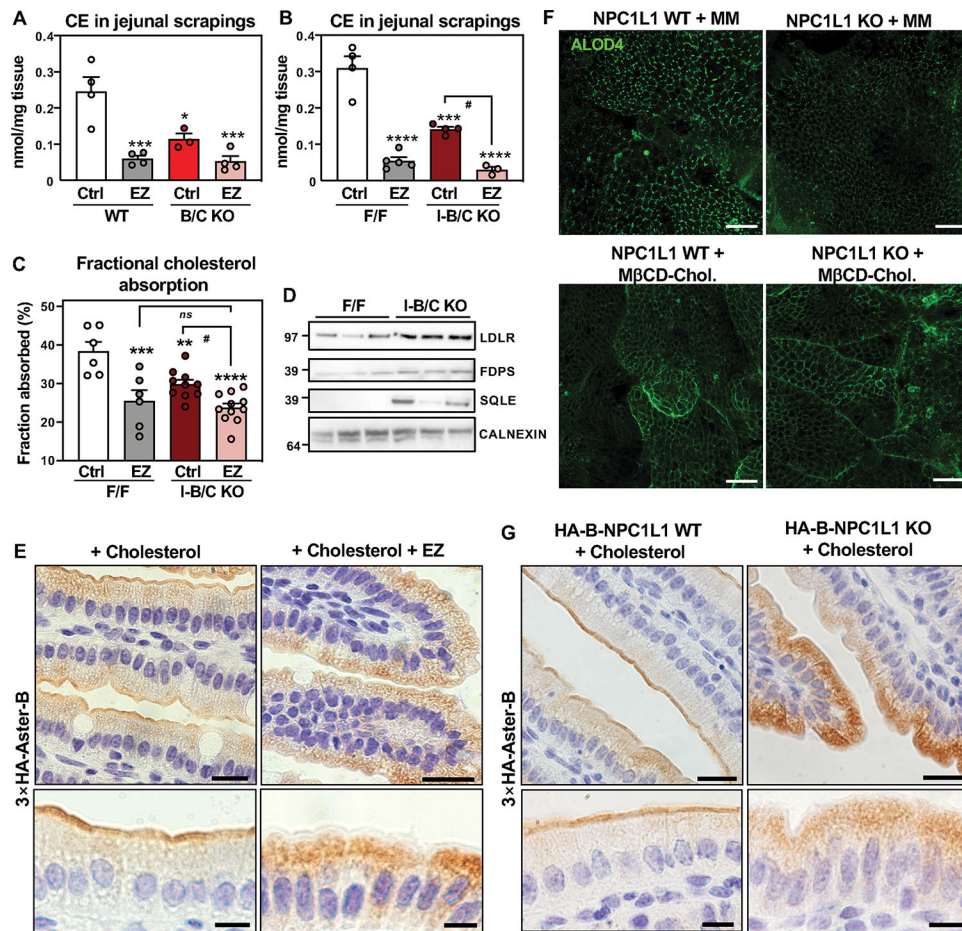 A
CE in jejunal scrapings
nmol/mg tissue
0.4
0.3
0.2
0.1
0
***
*
***
Ctrl
EZ
Ctrl
EZ
WT
B/C KO
B
CE in jejunal scrapings
nmol/mg tissue
0.4
0.3
0.2
0.1
0
****
***
#
****
Ctrl
EZ
Ctrl
EZ
F/F
I-B/C KO
C
Fractional cholesterol
absorption
Fraction absorbed (%)
50
40
30
20
10
***
ns
**
#
****
Ctrl
EZ
Ctrl
EZ
F/F
I-B/C KO
D
F/F
I-B/C KO
97
LDLR
39
FDPS
39
SQLE
64
CALNEXIN
F
NPC1L1 WT + MM
NPC1L1 KO + MM
ALOD4
NPC1L1 WT +
MβCD-Chol.
NPC1L1 KO +
MβCD-Chol.
E
+ Cholesterol
+ Cholesterol + EZ
3×HA-Aster-B
G
HA-B-NPC1L1 WT
+ Cholesterol
HA-B-NPC1L1 KO
+ Cholesterol
3×HA-Aster-B